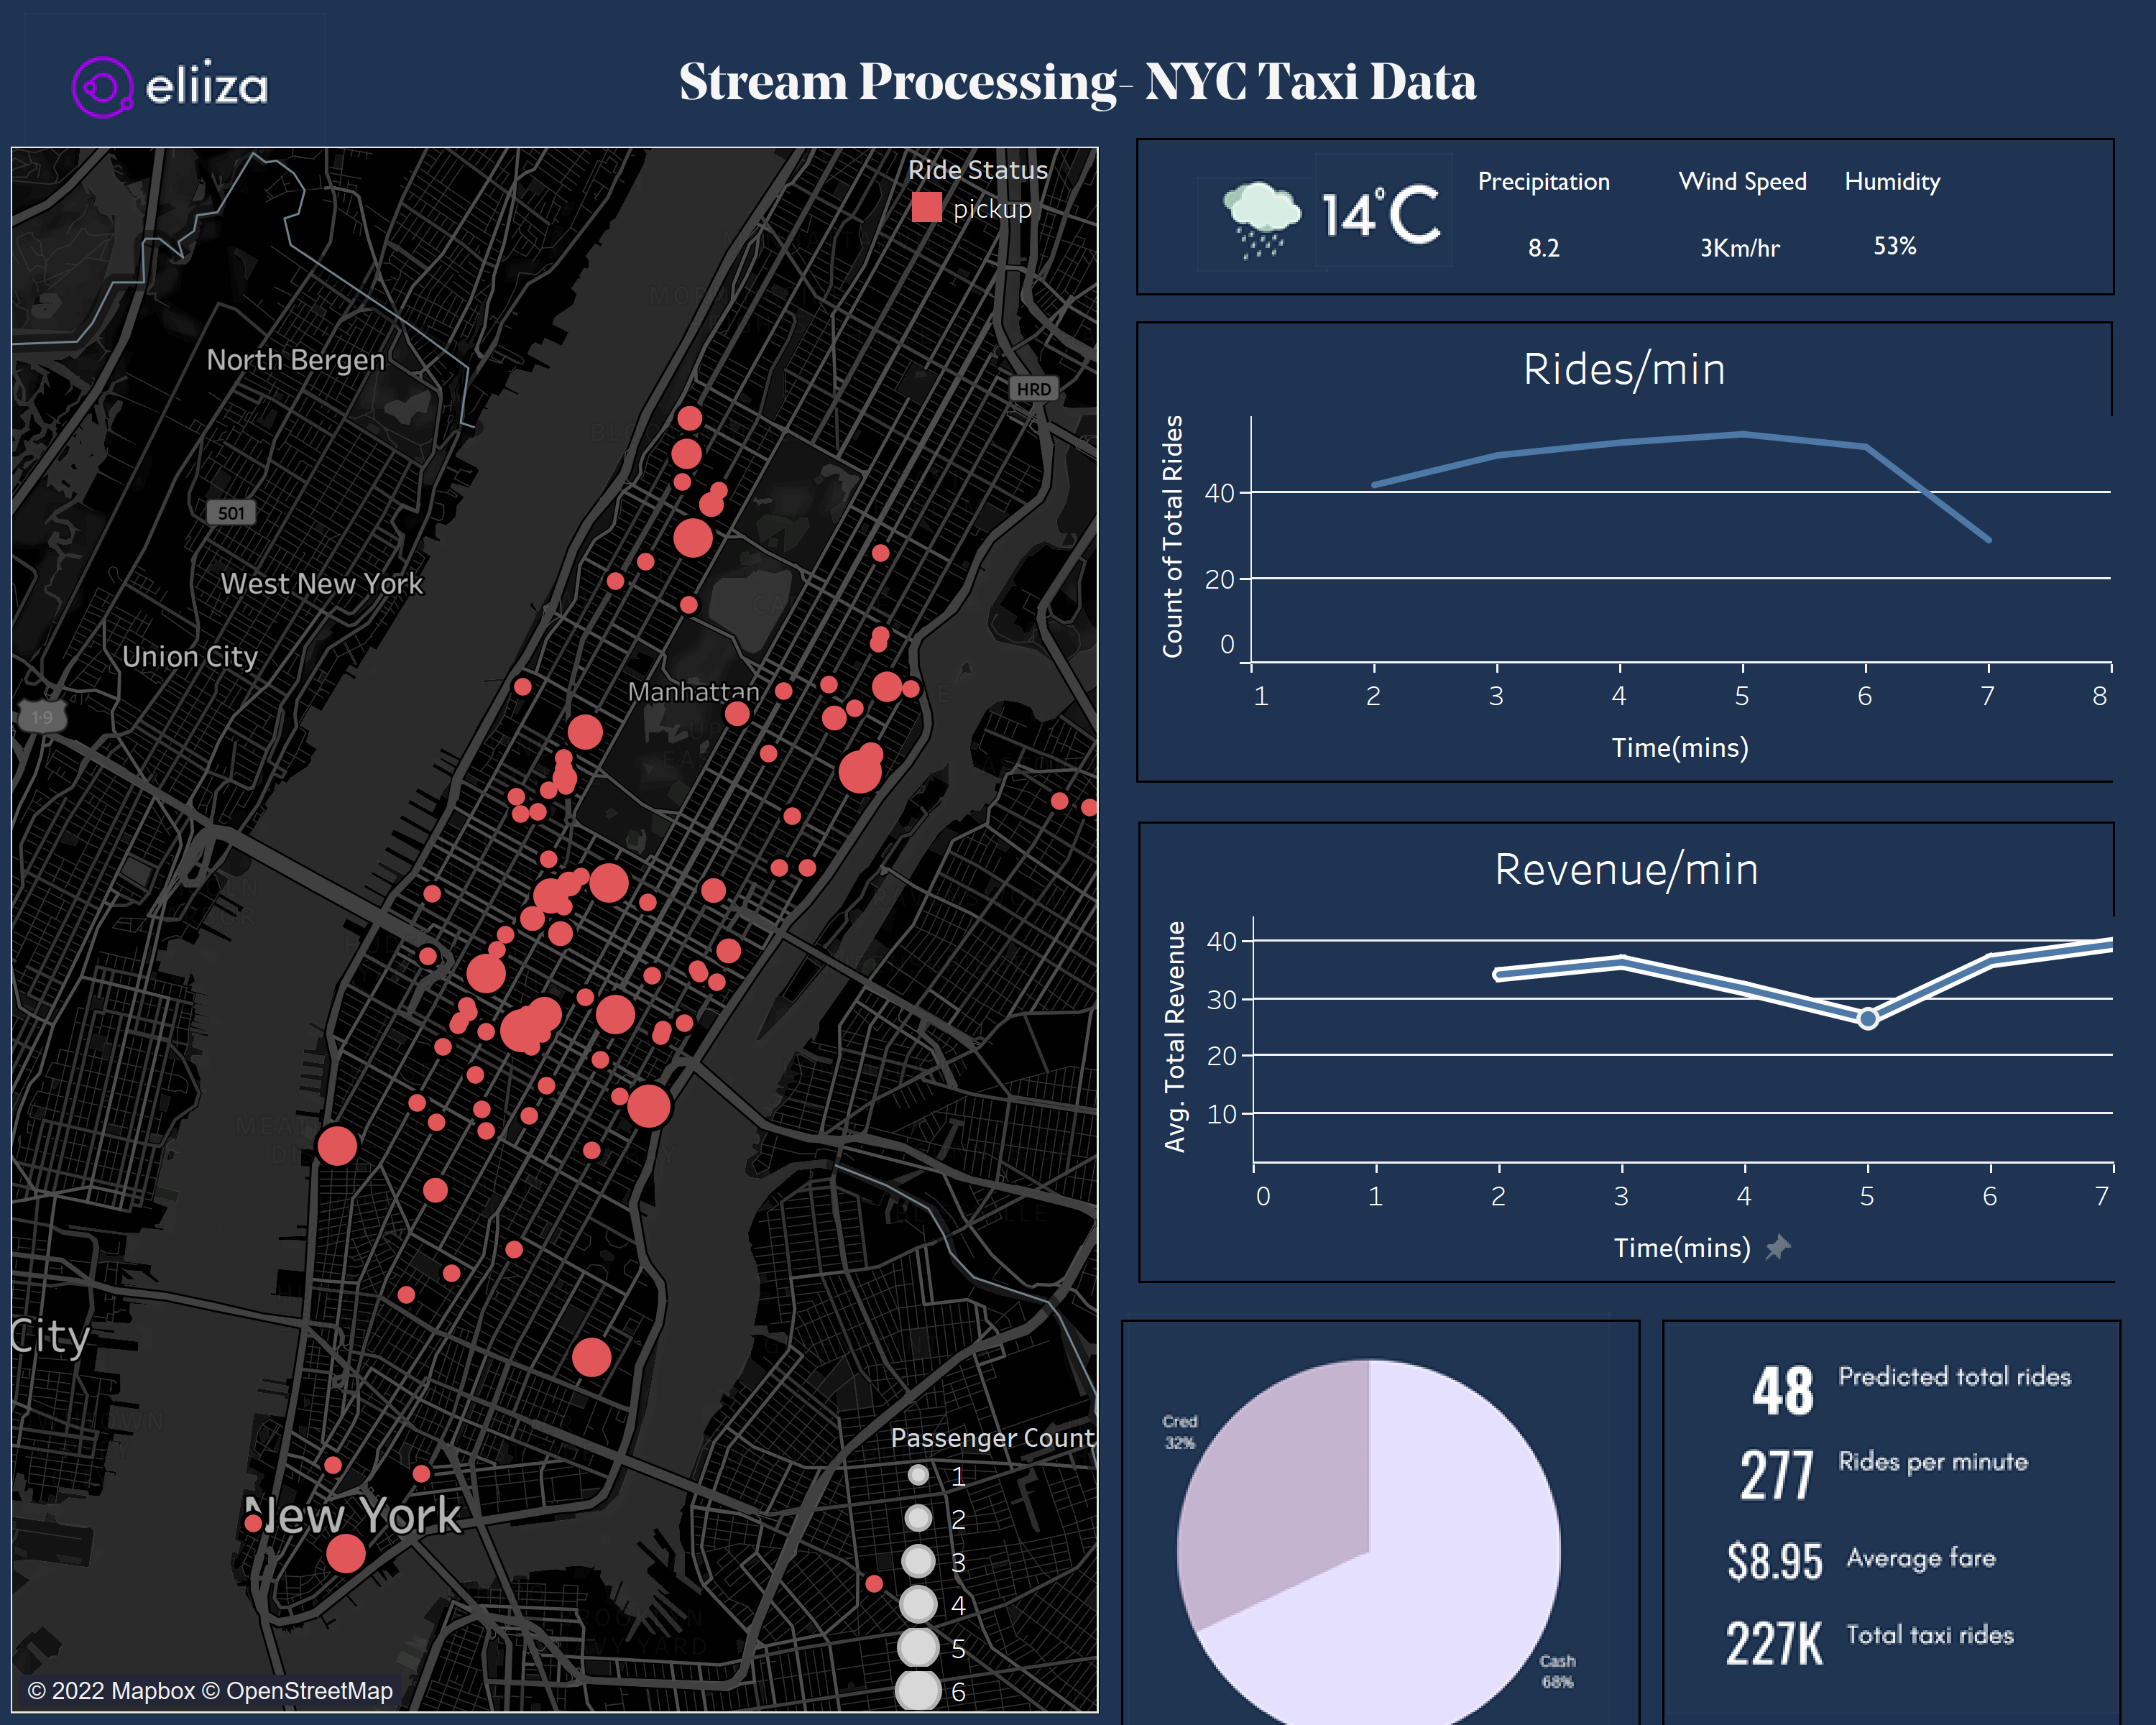 eliiza
Stream Processing- NYC Taxi Data
Ride Status
pickup
North Bergen
HRD
501
West New York
Union City
Manhattan
1-9
City
New York
Passenger Count
1
2
3
4
5
6
© 2022 Mapbox © OpenStreetMap
14°C
Precipitation
Wind Speed
Humidity
8.2
3Km/hr
53%
Rides/min
Count of Total Rides
40
20
0
1 2 3 4 5 6 7 8
Time(mins)
Revenue/min
Avg. Total Revenue
40
30
20
10
0 1 2 3 4 5 6 7
Time(mins)
Cred
32%
Cash
68%
48 Predicted total rides
277 Rides per minute
$8.95 Average fare
227K Total taxi rides